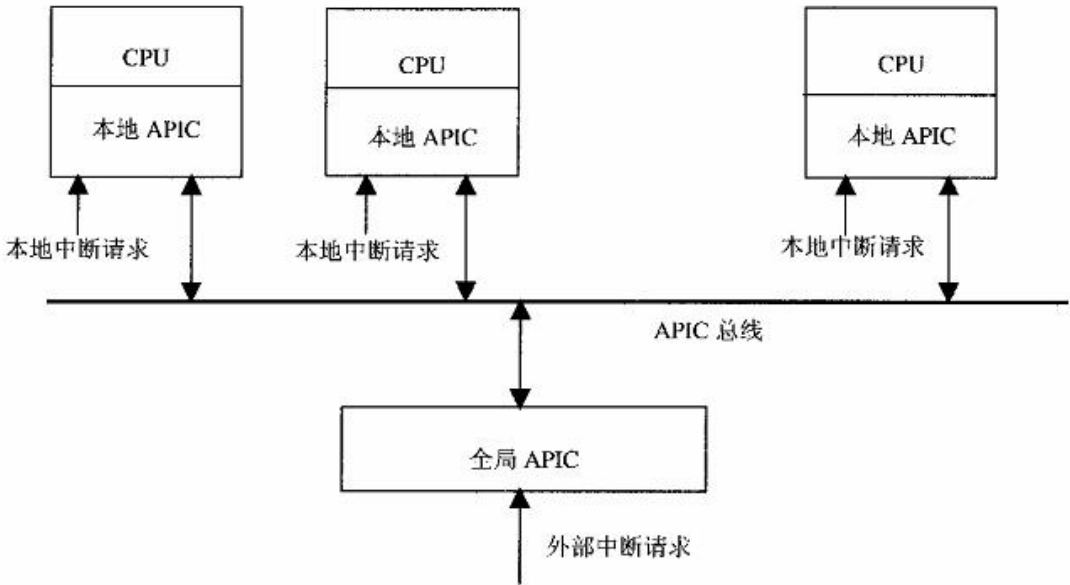 CPU
本地 APIC
CPU
本地 APIC
CPU
本地 APIC
本地中断请求
本地中断请求
本地中断请求
APIC 总线
全局 APIC
外部中断请求